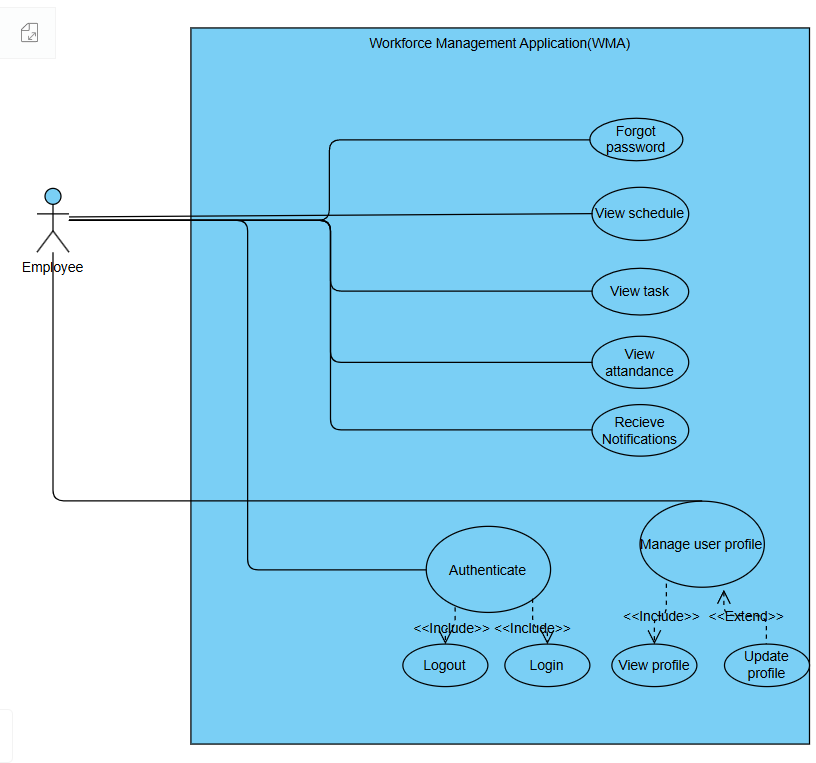 Workforce Management Application(WMA)
Forgot
password
View schedule
Employee
View task
View
attandance
Recieve
Notifications
Manage user profile
Authenticate
<<Include>>
<<Extend>>
<<Include>>
<<Include>>
Logout
Login
View profile
Update
profile